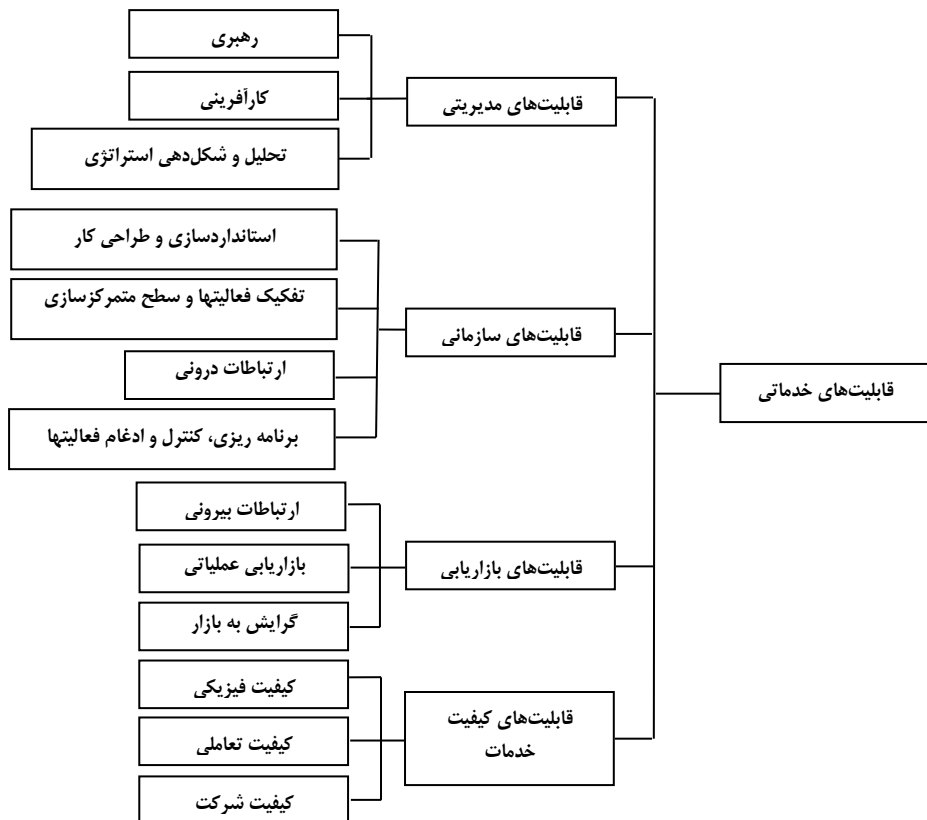 قابلیت‌های خدماتی
قابلیت‌های مدیریتی
رهبری
کارآفرینی
تحلیل و شکل‌دهی استراتژی
قابلیت‌های سازمانی
استانداردسازی و طراحی کار
تفکیک فعالیتها و سطح متمرکزسازی
ارتباطات درونی
برنامه ریزی، کنترل و ادغام فعالیتها
قابلیت‌های بازاریابی
ارتباطات بیرونی
بازاریابی عملیاتی
گرایش به بازار
قابلیت‌های کیفیت
خدمات
کیفیت فیزیکی
کیفیت تعاملی
کیفیت شرکت